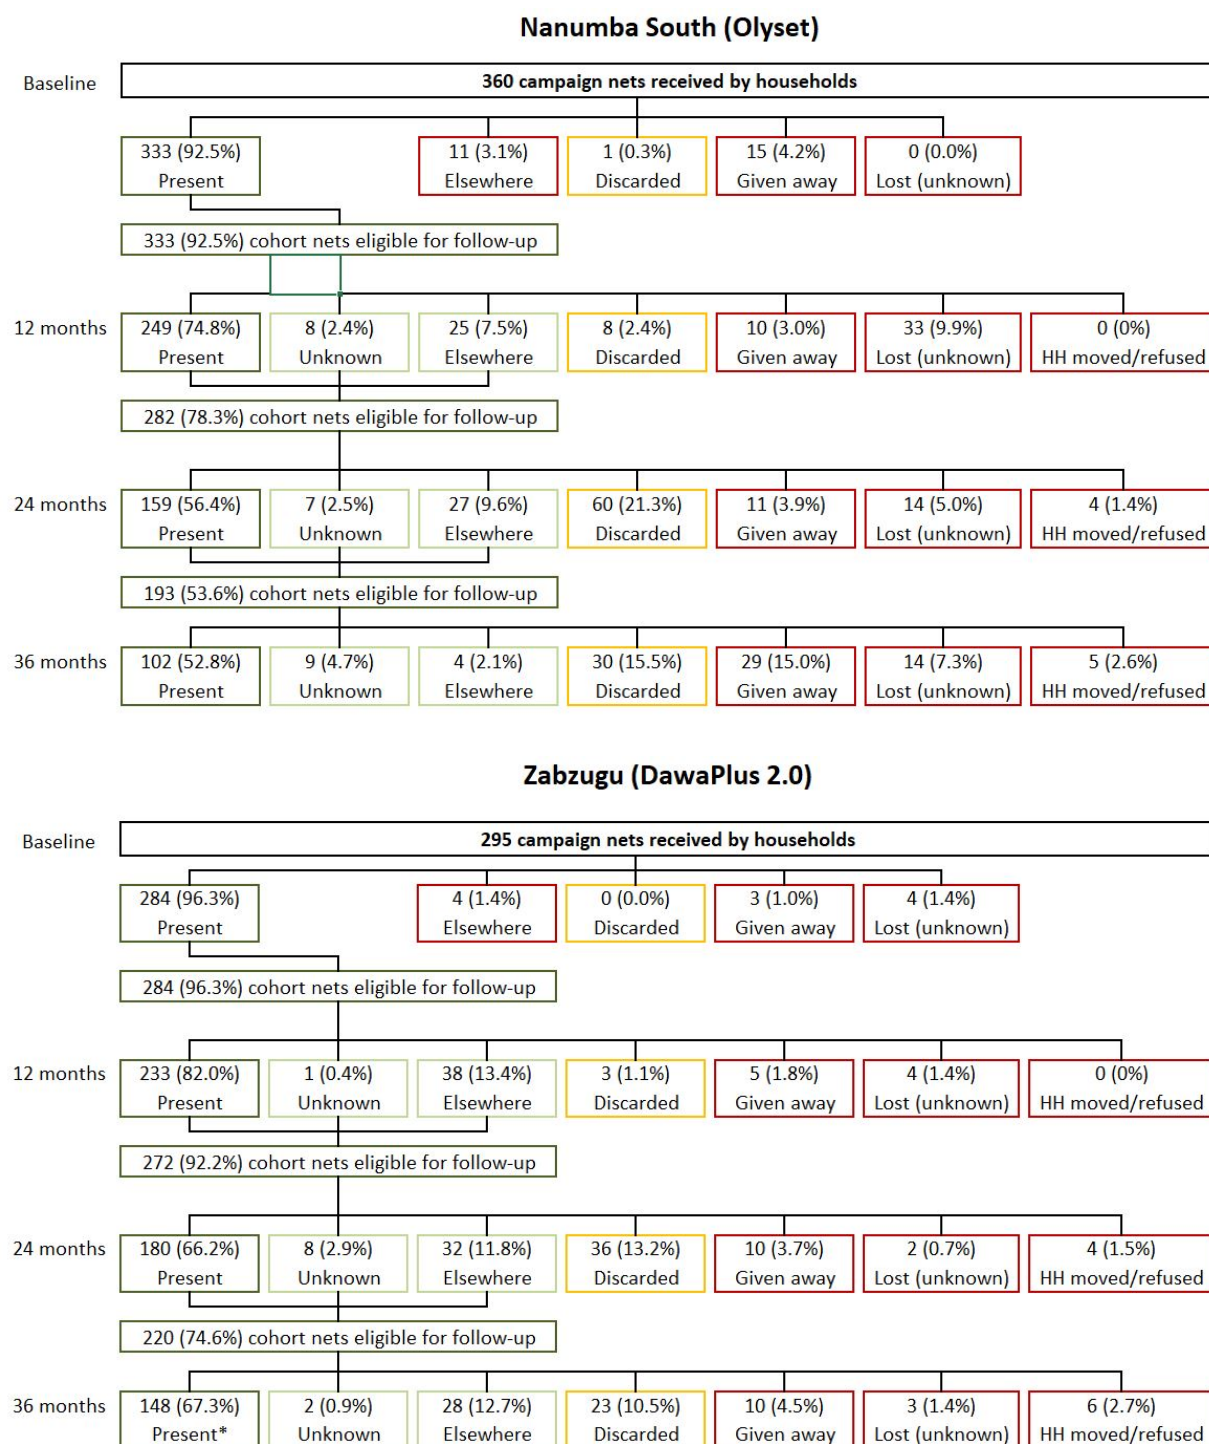 Nanumba South (Olyset)
Baseline
360 campaign nets received by households
333 (92.5%) Present
11 (3.1%) Elsewhere
1 (0.3%) Discarded
15 (4.2%) Given away
0 (0.0%) Lost (unknown)
333 (92.5%) cohort nets eligible for follow-up
12 months
249 (74.8%) Present
8 (2.4%) Unknown
25 (7.5%) Elsewhere
8 (2.4%) Discarded
10 (3.0%) Given away
33 (9.9%) Lost (unknown)
0 (0%) HH moved/refused
282 (78.3%) cohort nets eligible for follow-up
24 months
159 (56.4%) Present
7 (2.5%) Unknown
27 (9.6%) Elsewhere
60 (21.3%) Discarded
11 (3.9%) Given away
14 (5.0%) Lost (unknown)
4 (1.4%) HH moved/refused
193 (53.6%) cohort nets eligible for follow-up
36 months
102 (52.8%) Present
9 (4.7%) Unknown
4 (2.1%) Elsewhere
30 (15.5%) Discarded
29 (15.0%) Given away
14 (7.3%) Lost (unknown)
5 (2.6%) HH moved/refused
Zabzugu (DawaPlus 2.0)
Baseline
295 campaign nets received by households
284 (96.3%) Present
4 (1.4%) Elsewhere
0 (0.0%) Discarded
3 (1.0%) Given away
4 (1.4%) Lost (unknown)
284 (96.3%) cohort nets eligible for follow-up
12 months
233 (82.0%) Present
1 (0.4%) Unknown
38 (13.4%) Elsewhere
3 (1.1%) Discarded
5 (1.8%) Given away
4 (1.4%) Lost (unknown)
0 (0%) HH moved/refused
272 (92.2%) cohort nets eligible for follow-up
24 months
180 (66.2%) Present
8 (2.9%) Unknown
32 (11.8%) Elsewhere
36 (13.2%) Discarded
10 (3.7%) Given away
2 (0.7%) Lost (unknown)
4 (1.5%) HH moved/refused
220 (74.6%) cohort nets eligible for follow-up
36 months
148 (67.3%) Present*
2 (0.9%) Unknown
28 (12.7%) Elsewhere
23 (10.5%) Discarded
10 (4.5%) Given away
3 (1.4%) Lost (unknown)
6 (2.7%) HH moved/refused